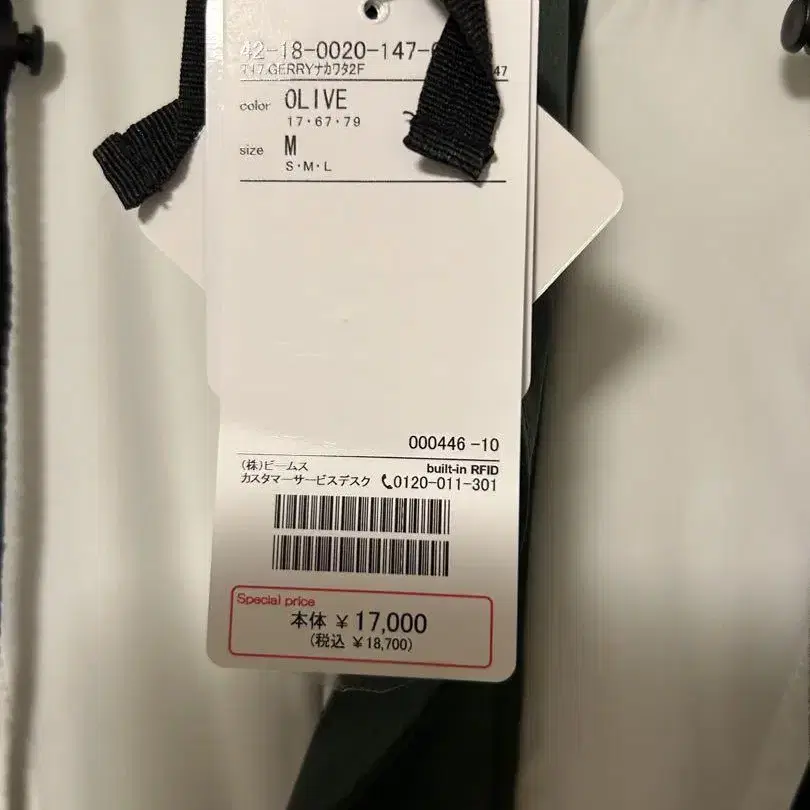 42-18-0020-147-
GERRYナカワタ2F 47
color OLIVE
17・67・79
size M
S・M・L
000446 -10
(株)ビームス built-in RFID
カスタマーサービスデスク 0120-011-301
Special price
本体 ¥ 17,000
(税込 ¥18,700)